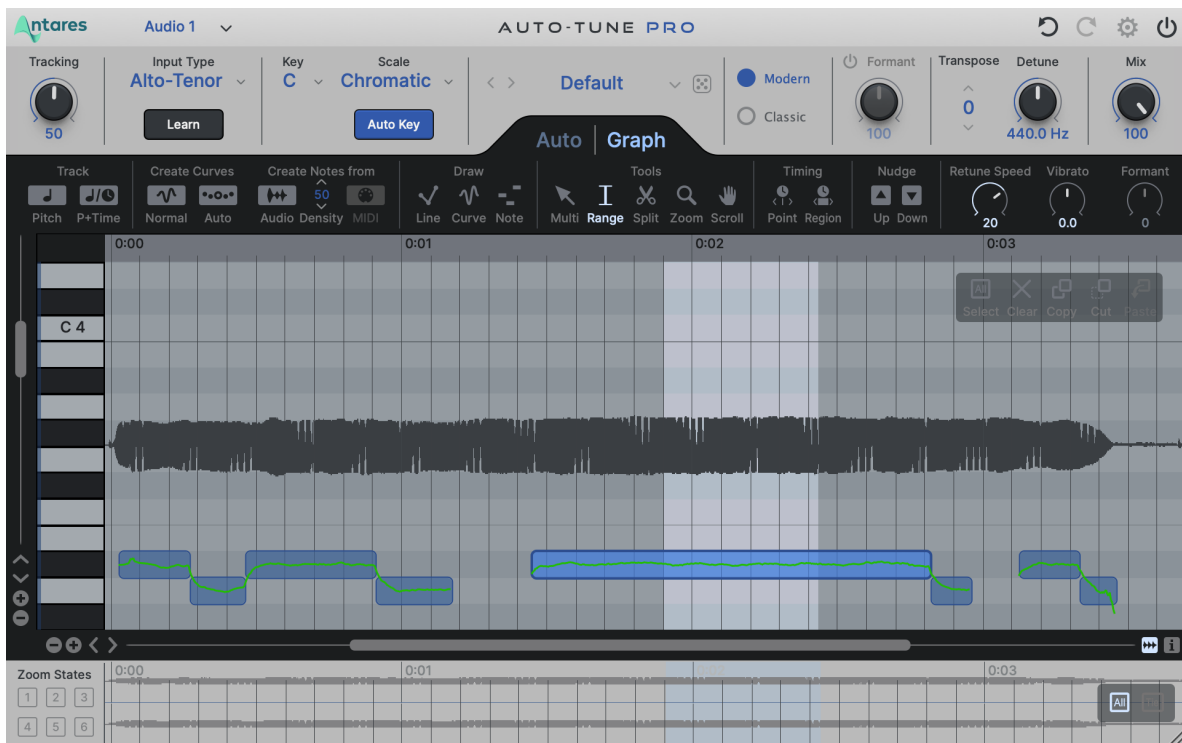 Antares Audio 1 AUTO-TUNE PRO
Tracking Input Type Key Scale Formant Transpose Detune Mix
Alto-Tenor C Chromatic Default Modern
Learn Auto Key Classic 0
50 100 440.0 Hz 100
Auto Graph
Track Create Curves Create Notes from Draw Tools Timing Nudge Retune Speed Vibrato Formant
50
Pitch P+Time Normal Auto Audio Density MIDI Line Curve Note Multi Range Split Zoom Scroll Point Region Up Down
20 0.0 0
0:00 0:01 0:02 0:03
All
Select Clear Copy Cut Paste
C 4
Zoom States 0:00 0:01 0:02 0:03
1 2 3
All
4 5 6